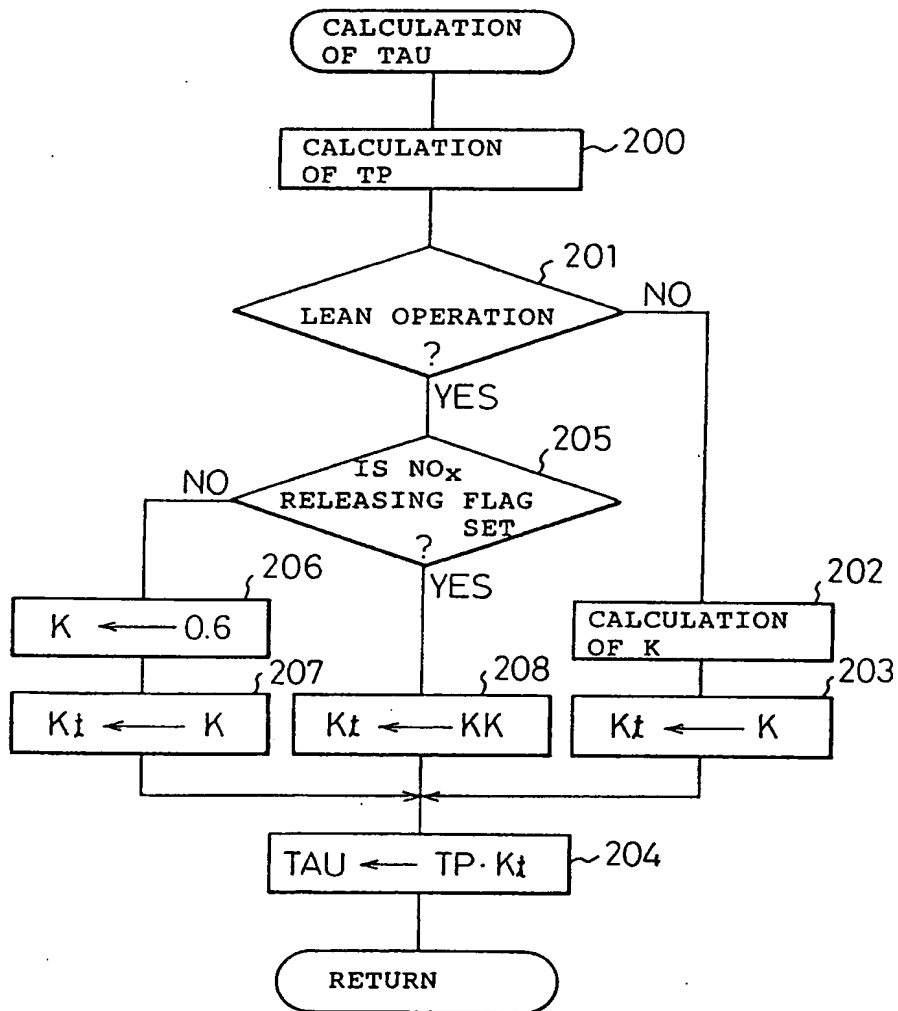 CALCULATION
OF TAU
CALCULATION
OF TP
200
201
LEAN OPERATION
?
NO
YES
205
IS NOx
RELEASING FLAG
SET
?
NO
YES
206
K ← 0.6
202
CALCULATION
OF K
207
Kt ← K
208
Kt ← KK
203
Kt ← K
TAU ← TP · Kt
204
RETURN